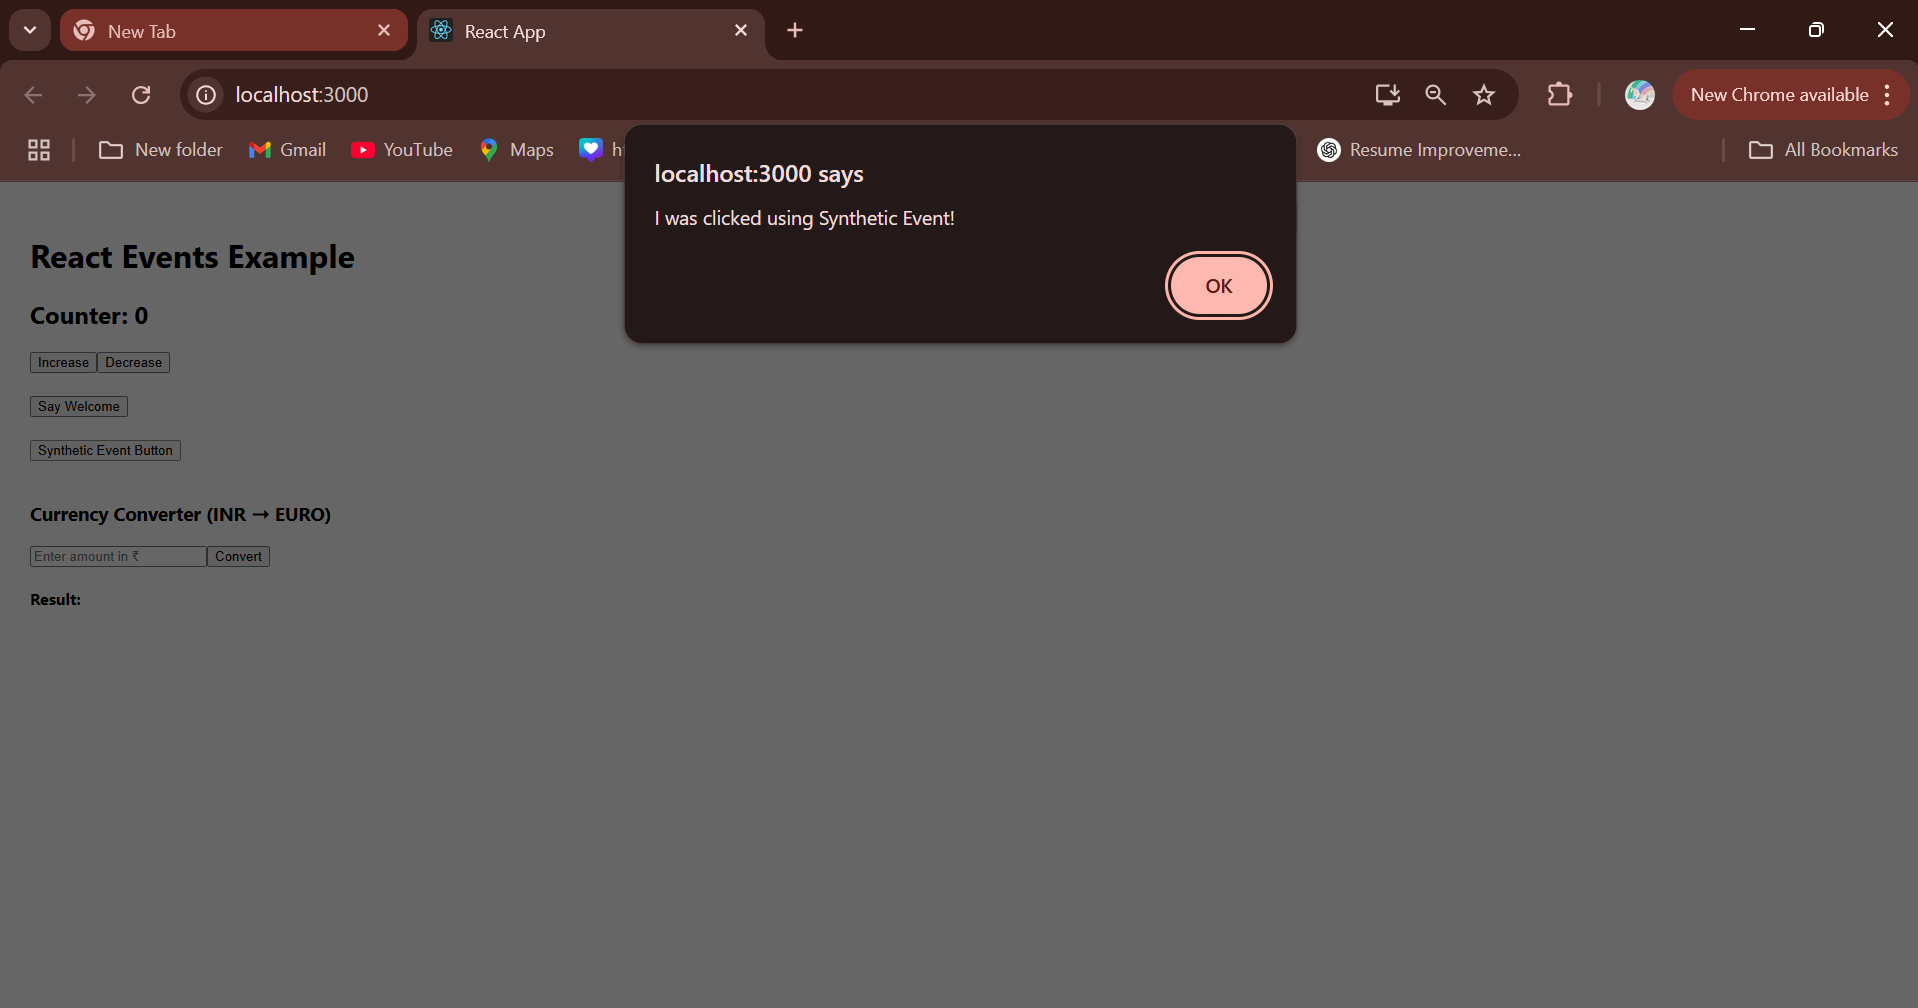 New Tab
React App
localhost:3000
New Chrome available
New folder
Gmail
YouTube
Maps
Resume Improveme...
All Bookmarks
localhost:3000 says
I was clicked using Synthetic Event!
OK
React Events Example
Counter: 0
Increase Decrease
Say Welcome
Synthetic Event Button
Currency Converter (INR → EURO)
Enter amount in ₹ Convert
Result: